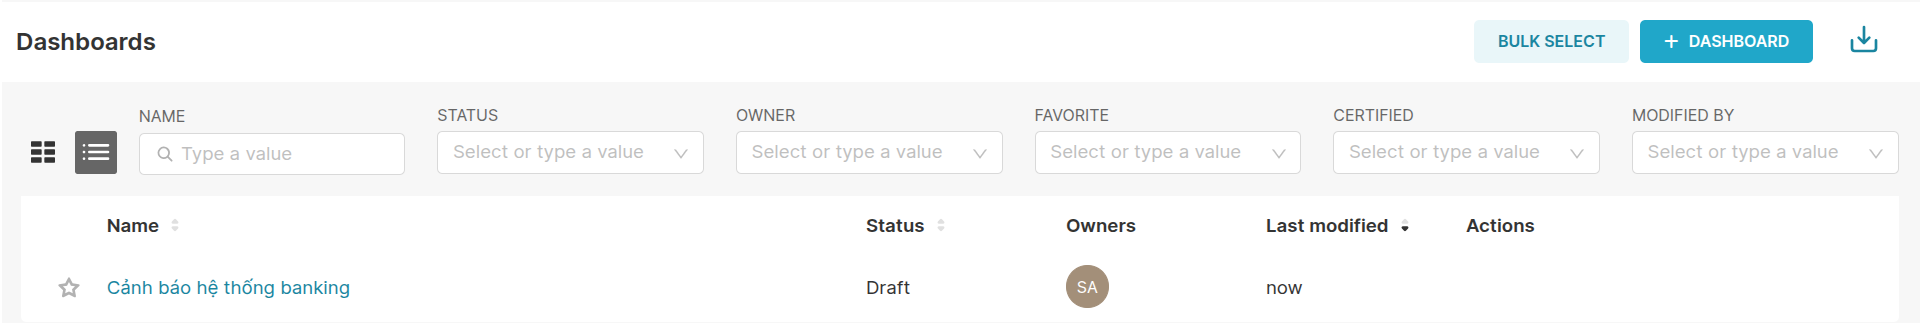 Dashboards
BULK SELECT
+ DASHBOARD
NAME
STATUS
OWNER
FAVORITE
CERTIFIED
MODIFIED BY
Type a value
Select or type a value
Select or type a value
Select or type a value
Select or type a value
Select or type a value
Name Status Owners Last modified Actions
Cảnh báo hệ thống banking Draft SA now